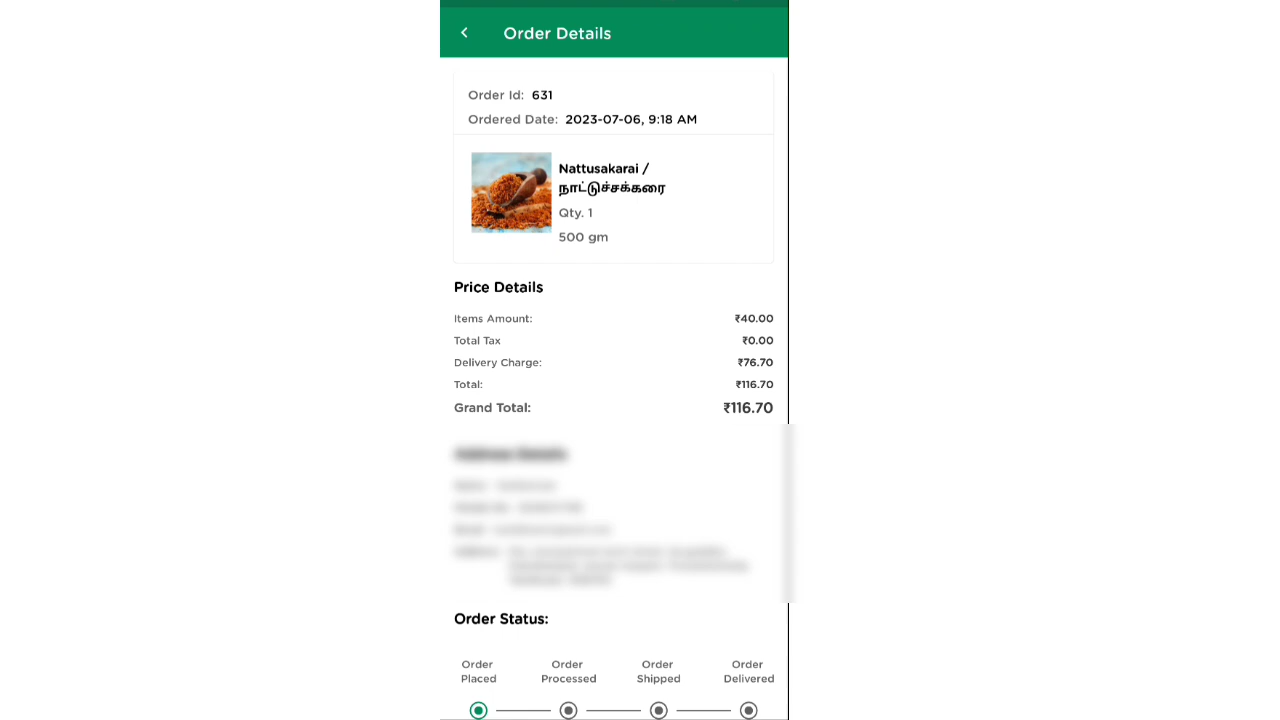 Order Details
Order Id: 631
Ordered Date: 2023-07-06, 9:18 AM
Nattusakarai /
நாட்டுச்சக்கரை
Qty. 1
500 gm
Price Details
Items Amount: ₹40.00
Total Tax ₹0.00
Delivery Charge: ₹76.70
Total: ₹116.70
Grand Total: ₹116.70
Order Status:
Order Placed
Order Processed
Order Shipped
Order Delivered